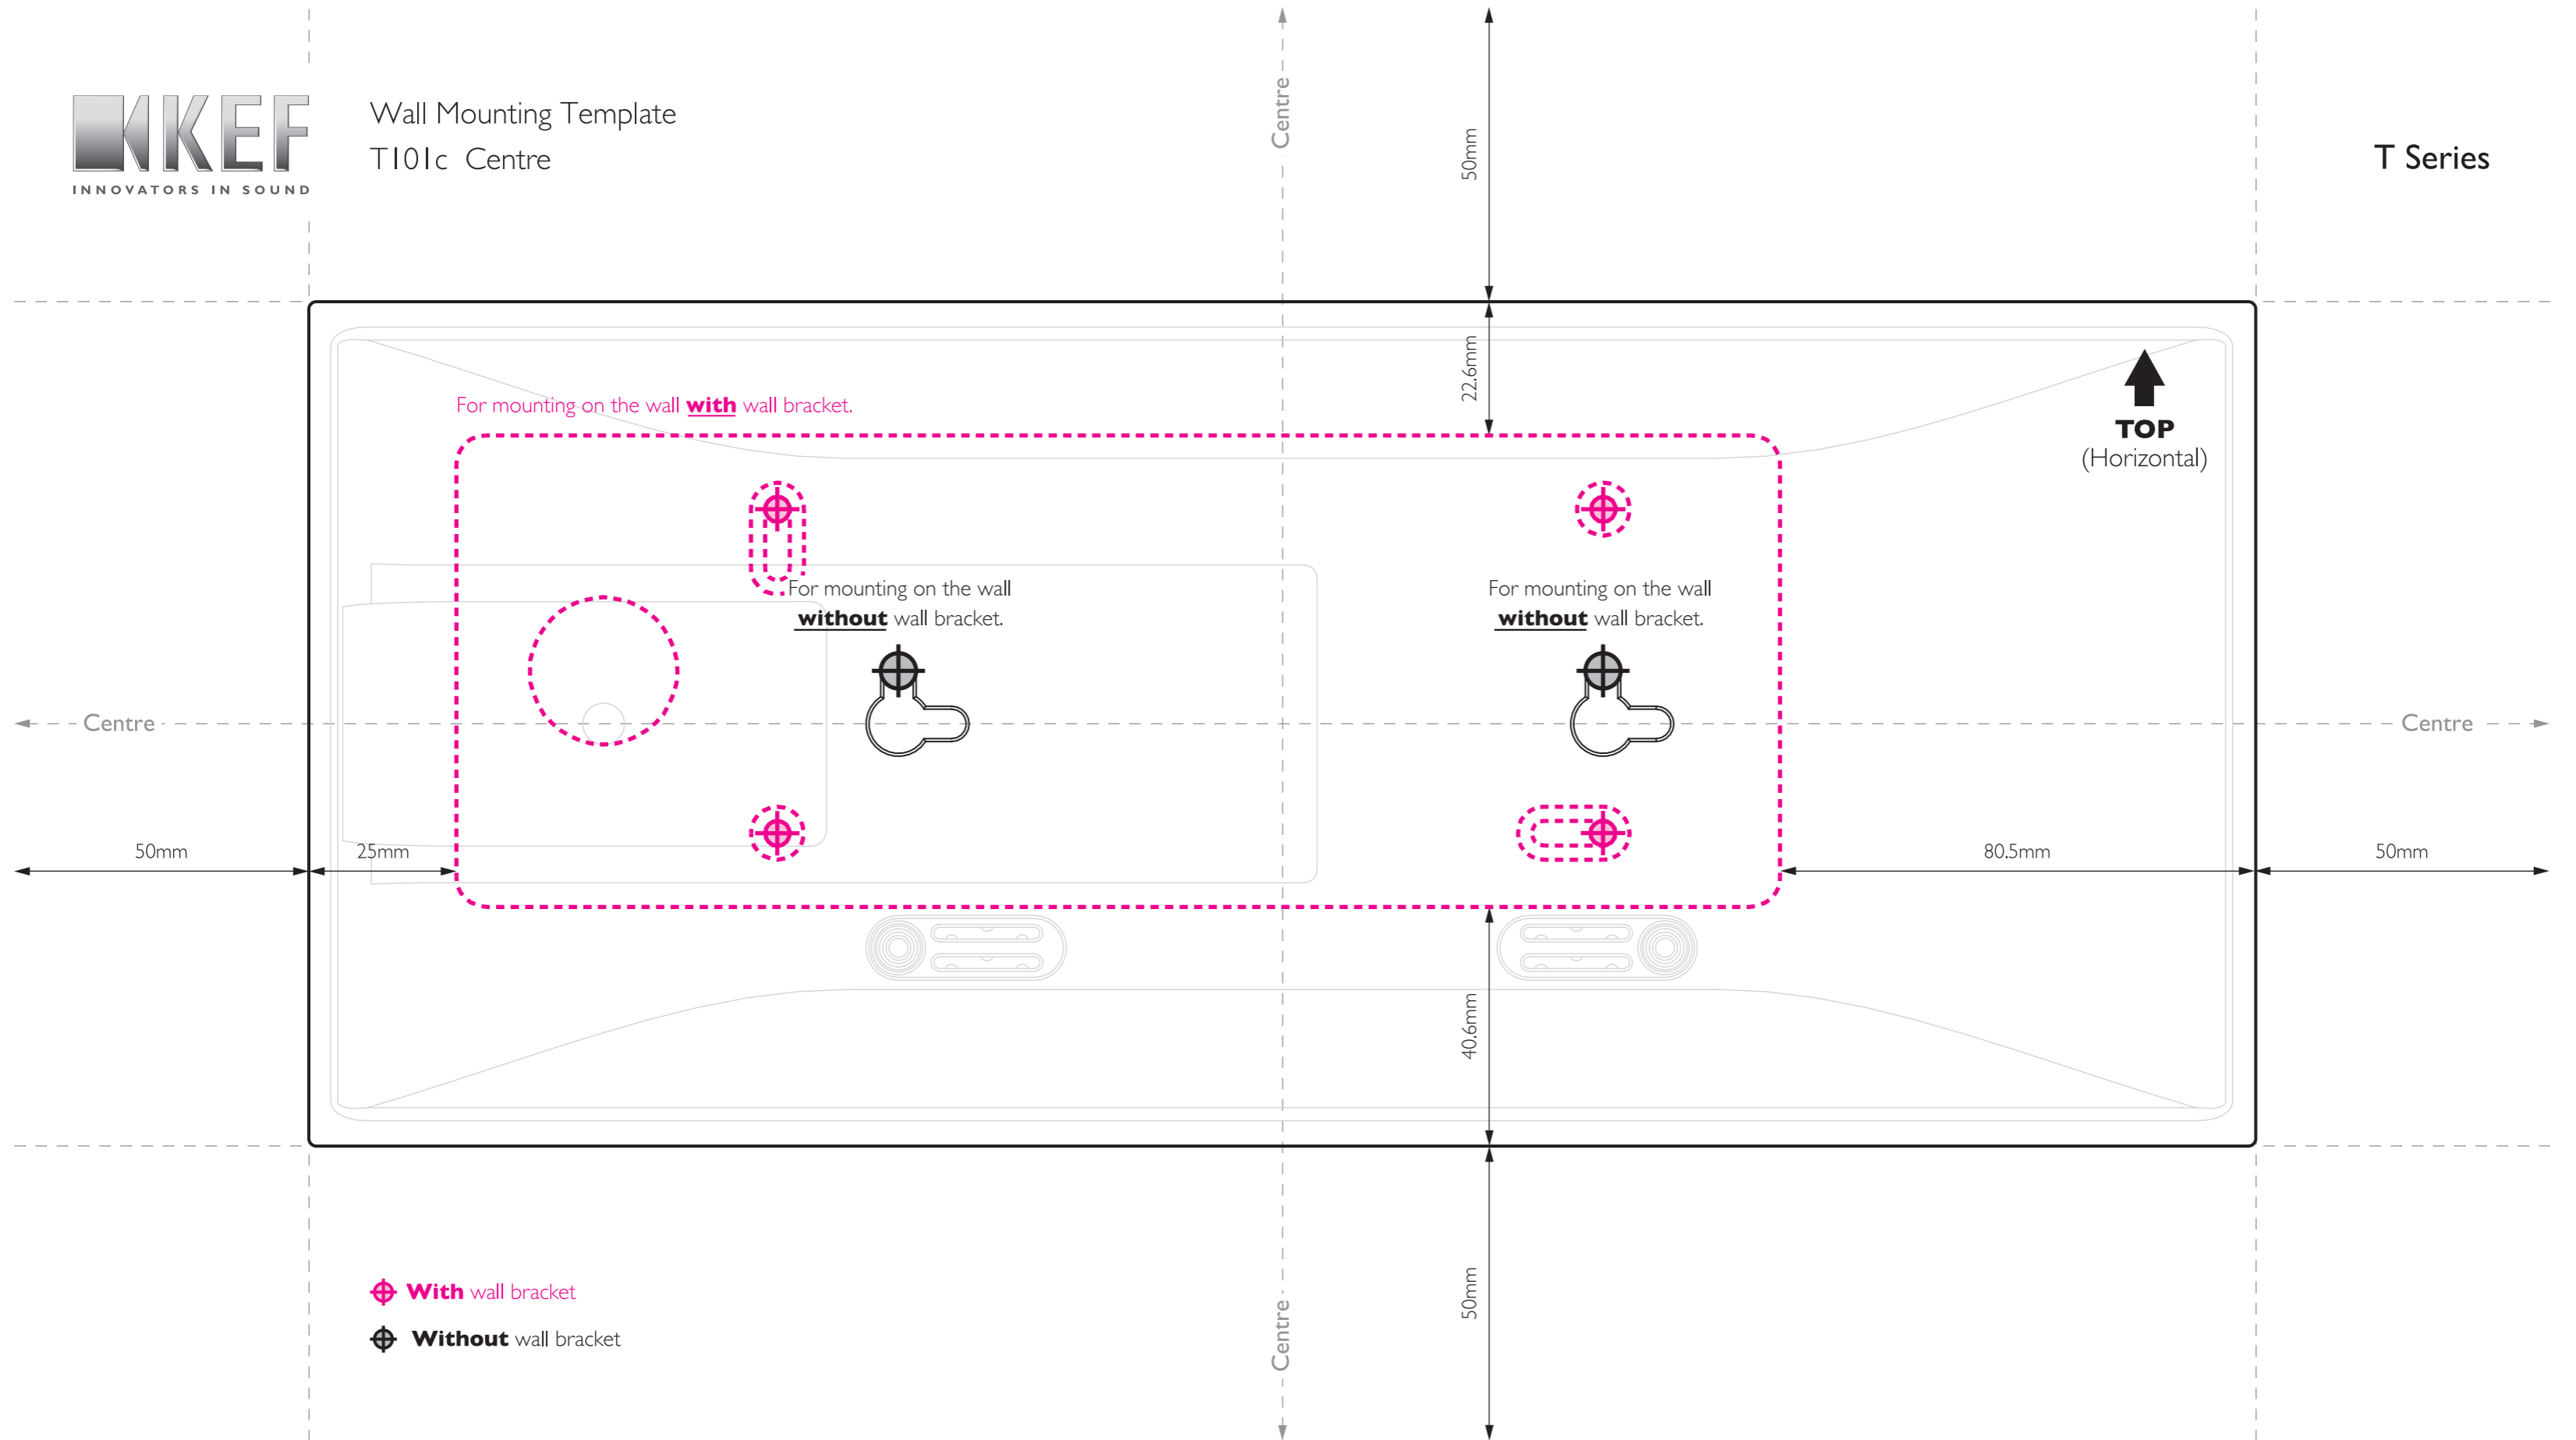 KEF
INNOVATORS IN SOUND
Wall Mounting Template
T101c Centre
T Series
Centre
50mm
22.6mm
TOP
(Horizontal)
For mounting on the wall with wall bracket.
For mounting on the wall
without wall bracket.
For mounting on the wall
without wall bracket.
Centre
Centre
50mm
25mm
80.5mm
50mm
40.6mm
50mm
Centre
With wall bracket
Without wall bracket